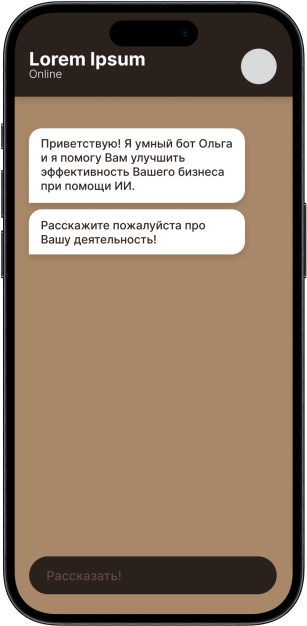 Lorem Ipsum
Online
Приветствую! Я умный бот Ольга
и я помогу Вам улучшить
эффективность Вашего бизнеса
при помощи ИИ.
Расскажите пожалуйста про
Вашу деятельность!
Рассказать!